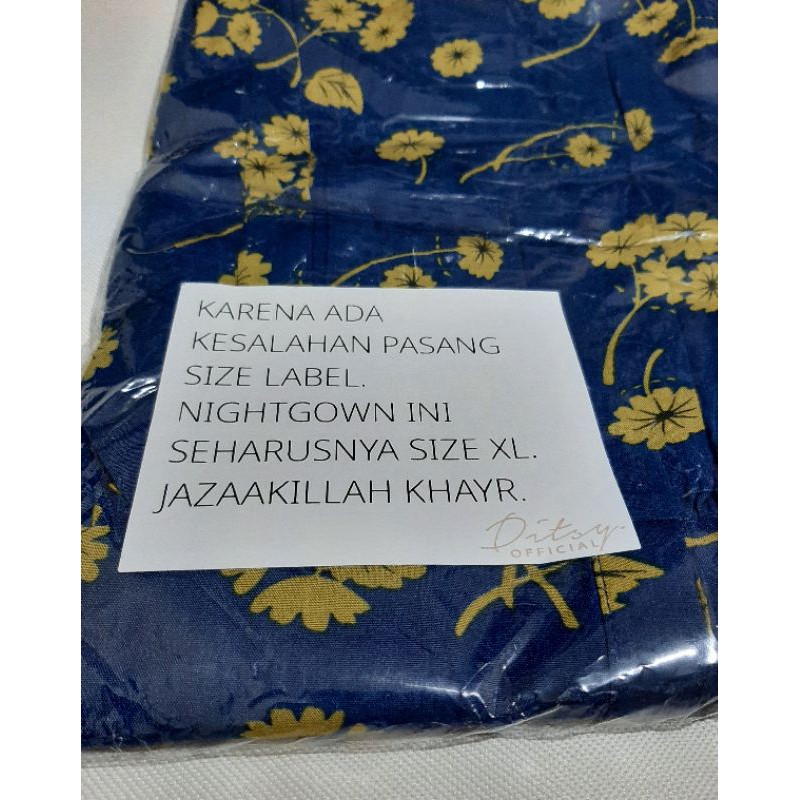 KARENA ADA
KESALAHAN PASANG
SIZE LABEL.
NIGHTGOWN INI
SEHARUSNYA SIZE XL.
JAZAAKILLAH KHAYR.
Ditsy
OFFICIAL